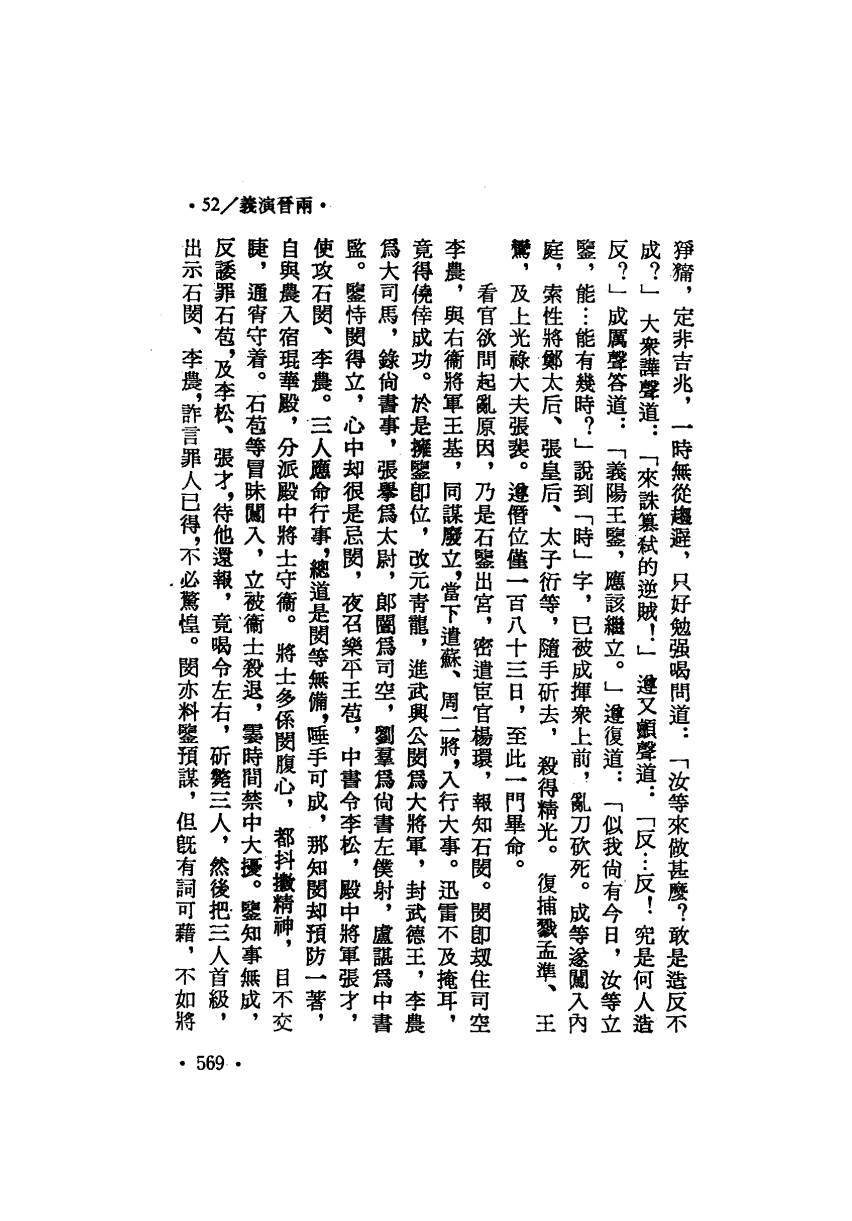 •52／義演晉兩•
猙獰，定非吉兆，一時無從趨避，只好勉强喝問道：「汝等來做甚麼？敢是造反不
成？」大衆譁聲道：「來誅篡弒的逆賊！」遵又顫聲道：「反…反！究是何人造
反？」成厲聲答道：「義陽王鑒，應該繼立。」遵復道：「似我尙有今日，汝等立
鑒，能…能有幾時？」說到「時」字，已被成揮衆上前，亂刀砍死。成等遂闖入內
庭，索性將鄭太后、張皇后、太子衍等，隨手斫去，殺得精光。復捕戮孟準、王
鸞，及上光祿大夫張裴。遵僭位僅一百八十三日，至此一門畢命。
看官欲問起亂原因，乃是石鑒出宮，密遣宦官楊環，報知石閔。閔卽刼住司空
李農，與右衞將軍王基，同謀廢立，當下遣蘇、周二將，入行大事。迅雷不及掩耳，
竟得僥倖成功。於是擁鑒卽位，改元靑龍，進武興公閔爲大將軍，封武德王，李農
爲大司馬，錄尙書事，張擧爲太尉，郎闓爲司空，劉羣爲尙書左僕射，盧諶爲中書
監。鑒恃閔得立，心中却很是忌閔，夜召樂平王苞，中書令李松，殿中將軍張才，
使攻石閔、李農。三人應命行事，總道是閔等無備，唾手可成，那知閔却預防一著，
自與農入宿琨華殿，分派殿中將士守衞。將士多係閔腹心，都抖擻精神，目不交
睫，通宵守着。石苞等冒昧闖入，立被衞士殺退，霎時間禁中大擾。鑒知事無成，
反諉罪石苞，及李松、張才，待他還報，竟喝令左右，斫斃三人，然後把三人首級，
出示石閔、李農，詐言罪人已得，不必驚惶。閔亦料鑒預謀，但旣有詞可藉，不如將
•569•